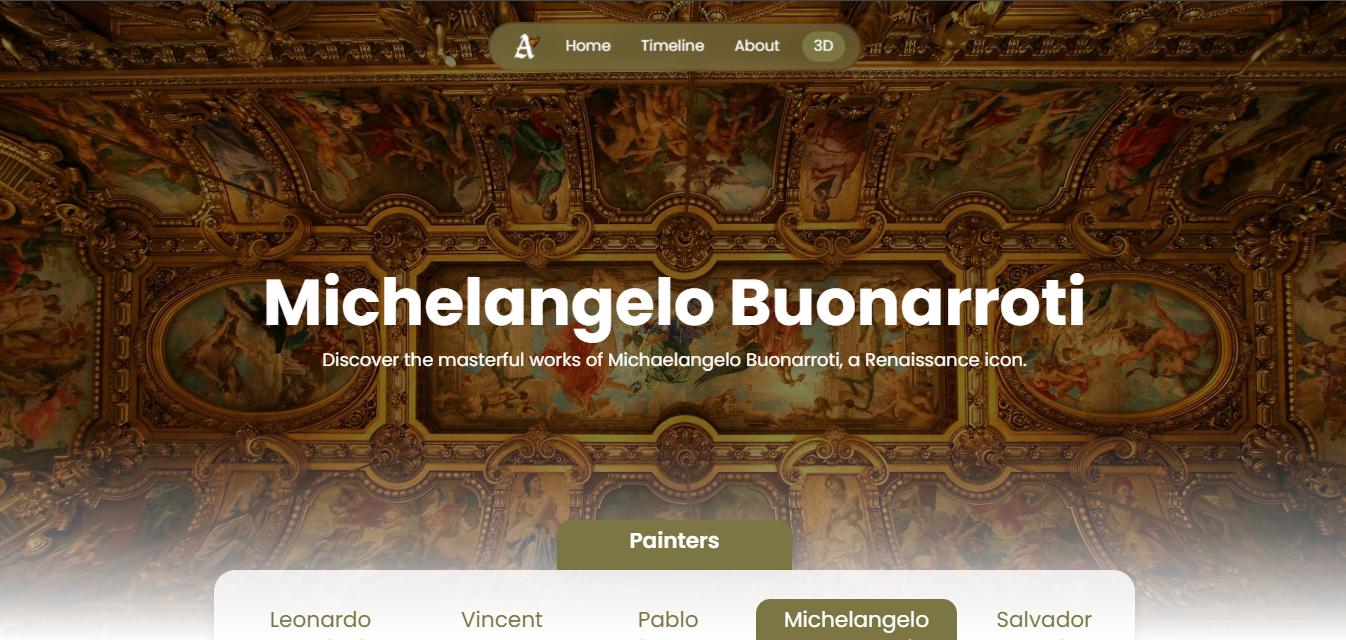 A Home Timeline About 3D
Michelangelo Buonarroti
Discover the masterful works of Michaelangelo Buonarroti, a Renaissance icon.
Painters
Leonardo Vincent Pablo Michelangelo Salvador